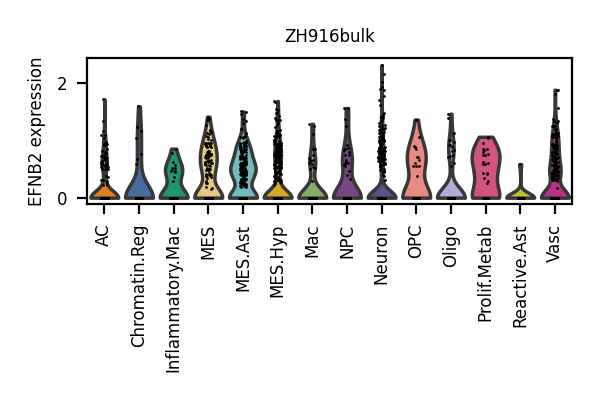 ZH916bulk
EFNB2 expression
2
0
AC
Chromatin.Reg
Inflammatory.Mac
MES
MES.Ast
MES.Hyp
Mac
NPC
Neuron
OPC
Oligo
Prolif.Metab
Reactive.Ast
Vasc